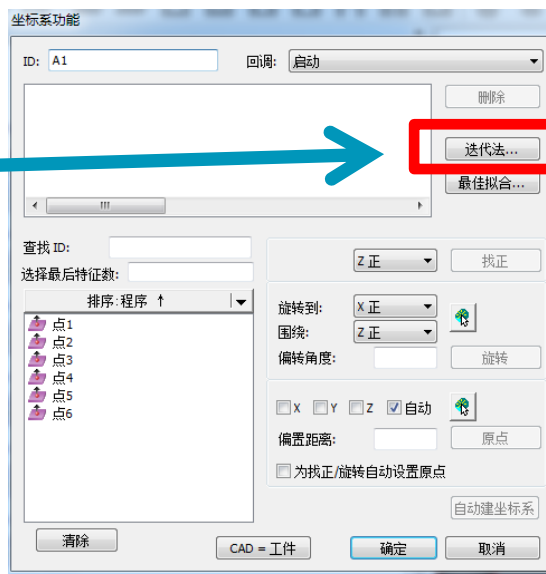 坐标系功能
ID: A1 回调: 启动
删除
迭代法...
最佳拟合...
查找 ID:
选择最后特征数:
Z 正 找正
排序:程序 ↑
点1
点2
点3
点4
点5
点6
旋转到: X 正
围绕: Z 正
偏转角度: 旋转
X Y Z 自动
偏置距离: 原点
为找正/旋转自动设置原点
自动建坐标系
清除 CAD = 工件 确定 取消